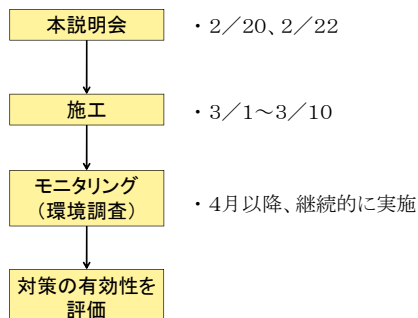 本説明会
・2／20、2／22
施工
・3／1～3／10
モニタリング
（環境調査）
・4月以降、継続的に実施
対策の有効性を
評価